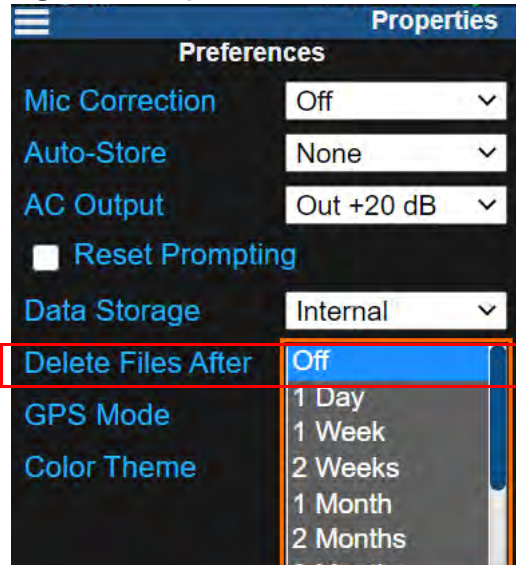 Properties
Preferences
Mic Correction Off
Auto-Store None
AC Output Out +20 dB
Reset Prompting
Data Storage Internal
Delete Files After Off
1 Day
GPS Mode
1 Week
Color Theme 2 Weeks
1 Month
2 Months